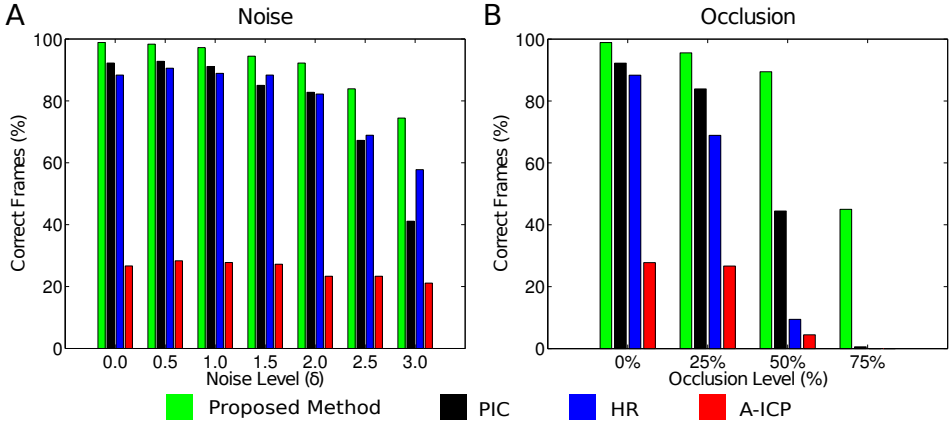 A
Noise
Correct Frames (%)
100
80
60
40
20
0
0.0 0.5 1.0 1.5 2.0 2.5 3.0
Noise Level (δ)
B
Occlusion
Correct Frames (%)
100
80
60
40
20
0
0% 25% 50% 75%
Occlusion Level (%)
Proposed Method PIC HR A-ICP